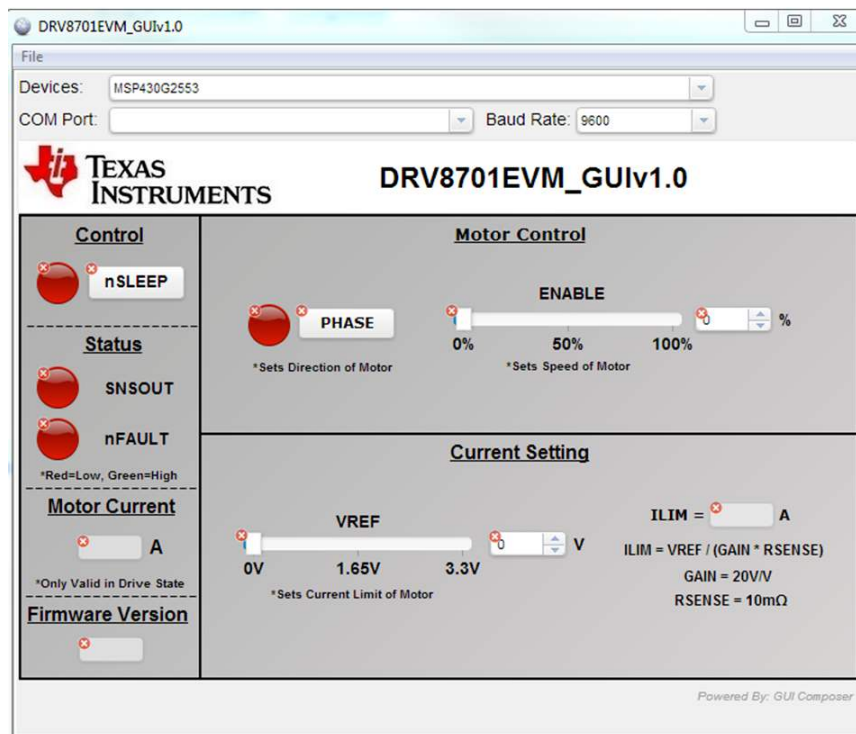 DRV8701EVM_GUIv1.0
File
Devices: MSP430G2553
COM Port: Baud Rate: 9600
TEXAS INSTRUMENTS
DRV8701EVM_GUIv1.0
Control
nSLEEP
Status
SNSOUT
nFAULT
*Red=Low, Green=High
Motor Current
A
*Only Valid in Drive State
Firmware Version
Motor Control
PHASE
*Sets Direction of Motor
ENABLE
0 %
0% 50% 100%
*Sets Speed of Motor
Current Setting
VREF
0 V
0V 1.65V 3.3V
*Sets Current Limit of Motor
ILIM = A
ILIM = VREF / (GAIN * RSENSE)
GAIN = 20V/V
RSENSE = 10mΩ
Powered By: GUI Composer